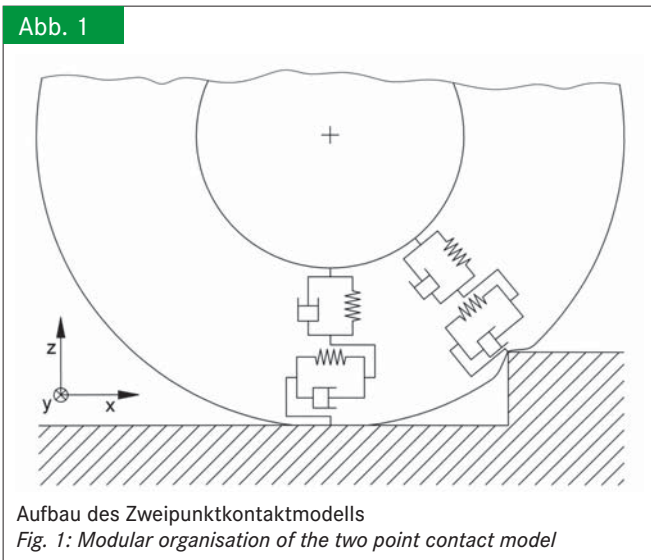 Abb. 1
z
y
x
Aufbau des Zweipunktkontaktmodells
Fig. 1: Modular organisation of the two point contact model